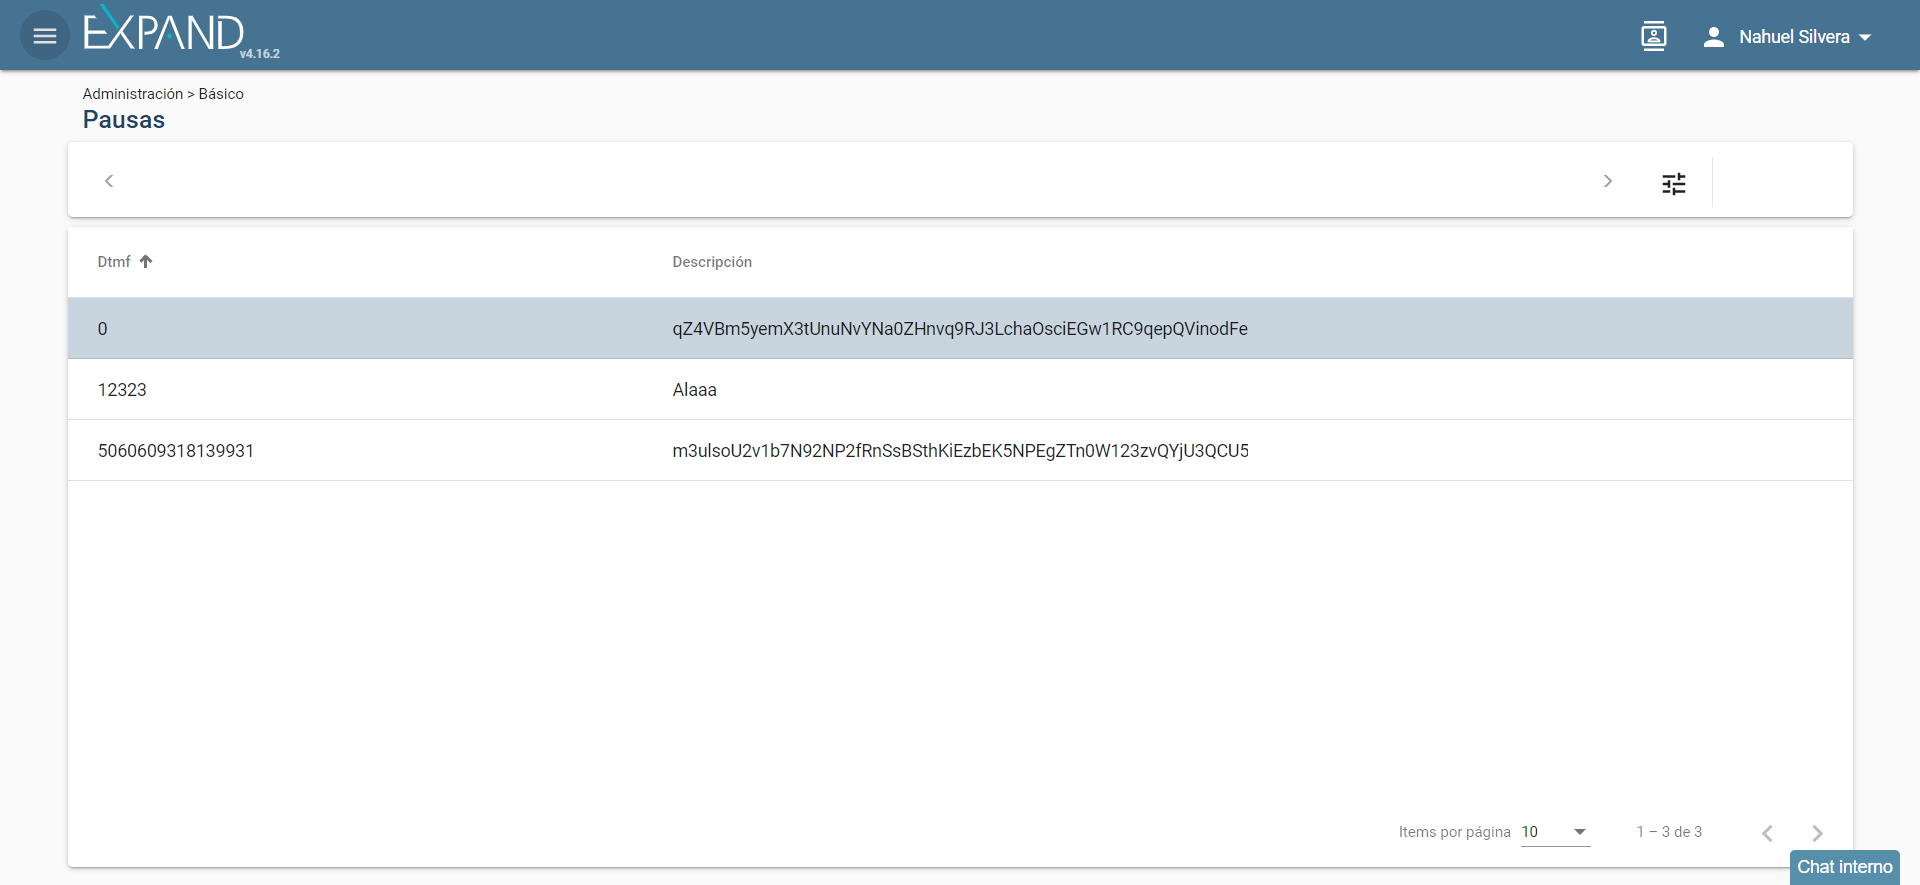 EXPAND
v4.16.2
Nahuel Silvera
Administración > Básico
Pausas
Dtmf Descripción
0 qZ4VBm5yemX3tUnuNvYNa0ZHnvq9RJ3LchaOsciEGw1RC9qepQVinodFe
12323 Alaaa
5060609318139931 m3ulsoU2v1b7N92NP2fRnSsBSthKiEzbEK5NPEgZTn0W123zvQYjU3QCU5
Items por página 10 1 – 3 de 3
Chat interno